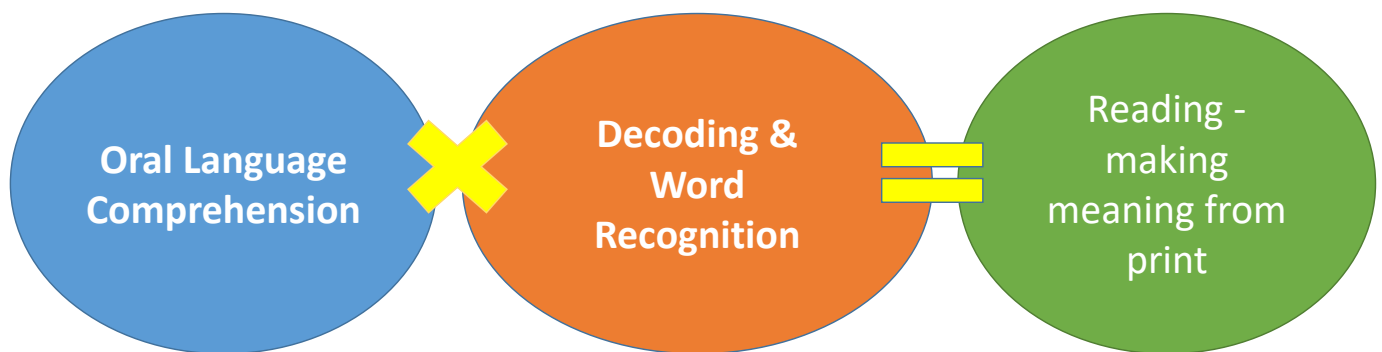 Oral Language
Comprehension
Decoding &
Word
Recognition
Reading -
making
meaning from
print